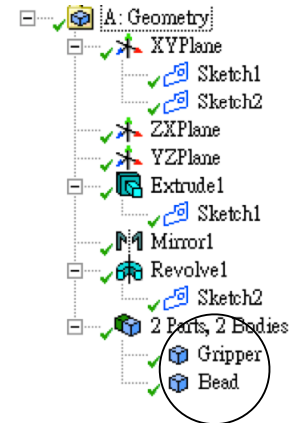 A: Geometry
XYPlane
Sketch1
Sketch2
ZXPlane
YZPlane
Extrude1
Sketch1
Mirror1
Revolve1
Sketch2
2 Parts, 2 Bodies
Gripper
Bead